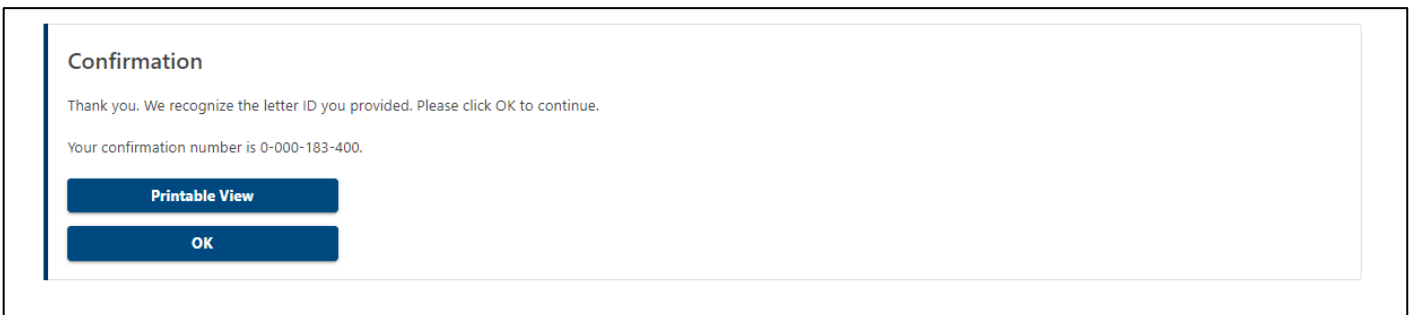 Confirmation
Thank you. We recognize the letter ID you provided. Please click OK to continue.
Your confirmation number is 0-000-183-400.
Printable View
OK